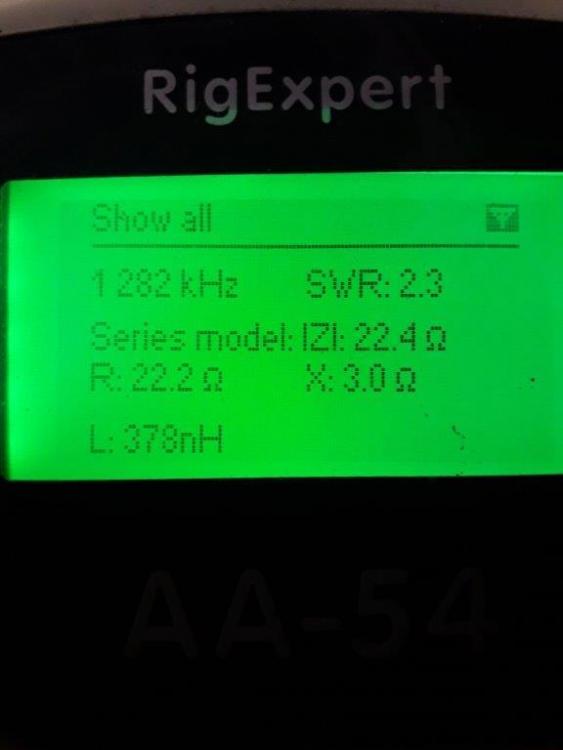 RigExpert
Show all
1 282 kHz SWR: 2.3
Series model: |Z|: 22.4 Ω
R: 22.2 Ω X: 3.0 Ω
L: 378nH
AA-54